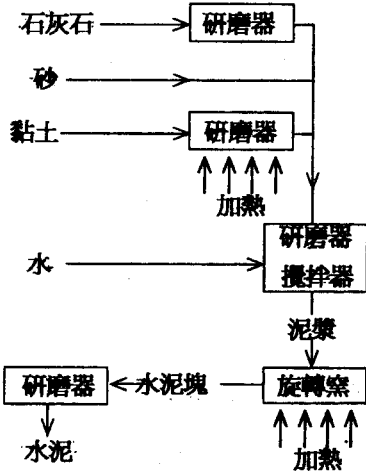 石灰石
研磨器
砂
黏土
研磨器
加熱
水
研磨器
攪拌器
泥漿
研磨器
水泥塊
旋轉窯
水泥
加熱